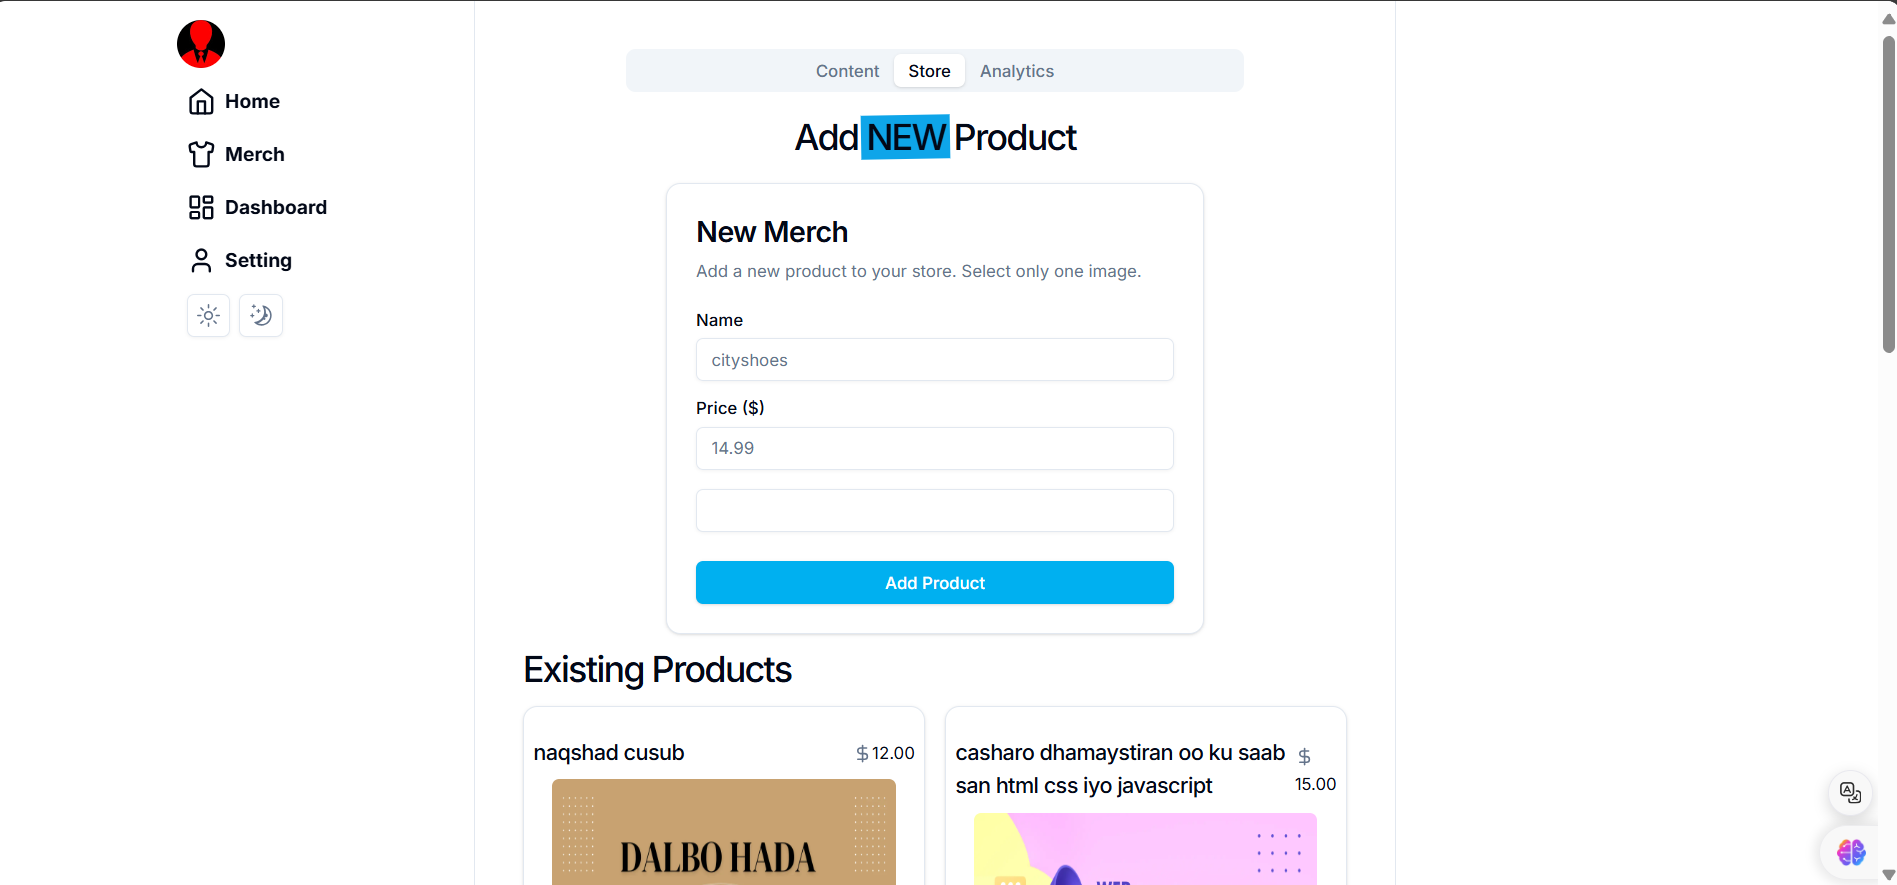 Home
Merch
Dashboard
Setting
Content
Store
Analytics
Add NEW Product
New Merch
Add a new product to your store. Select only one image.
Name
cityshoes
Price ($)
14.99
Add Product
Existing Products
naqshad cusub
$12.00
DALBO HADA
casharo dhamaystiran oo ku saab
san html css iyo javascript
$
15.00